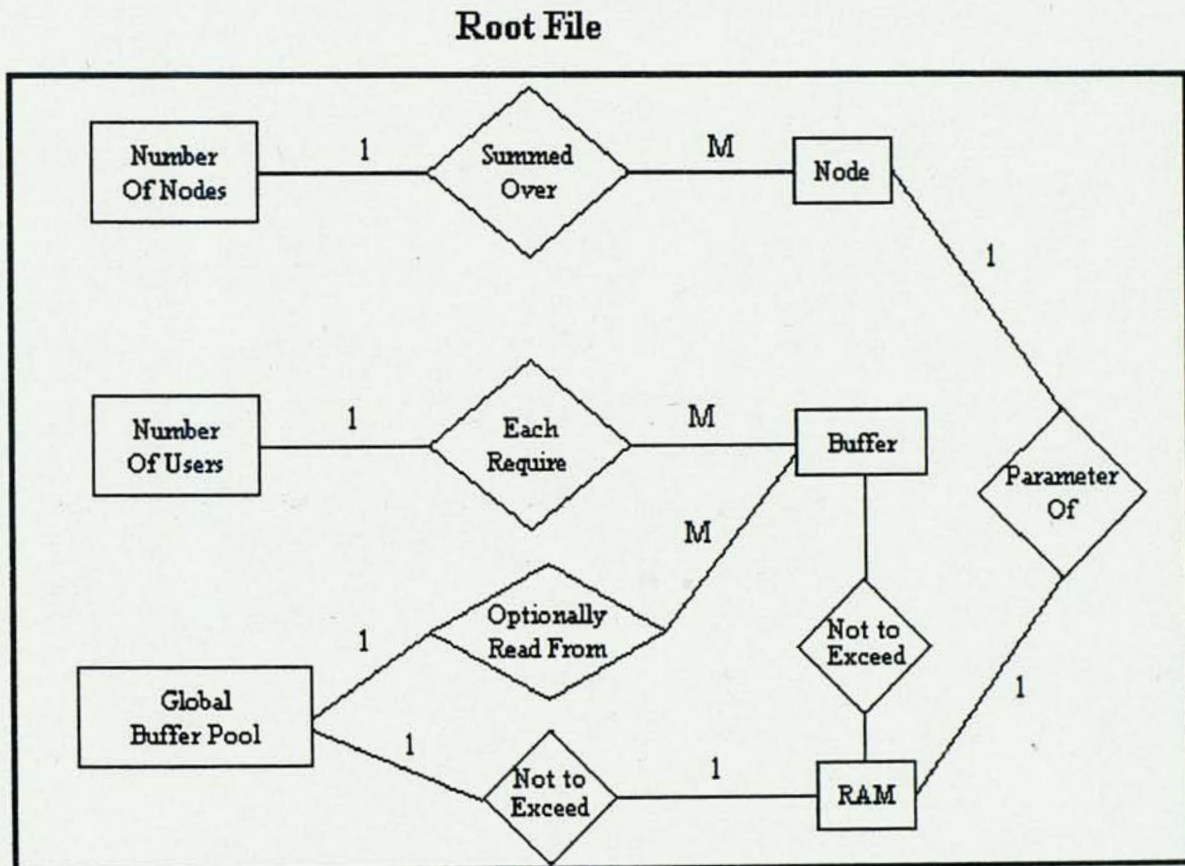 Root File
Number
Of Nodes
1
Summed
Over
M
Node
1
Number
Of Users
1
Each
Require
M
Buffer
Parameter
Of
M
Optionally
Read From
1
Not to
Exceed
1
Global
Buffer Pool
1
Not to
Exceed
1
RAM